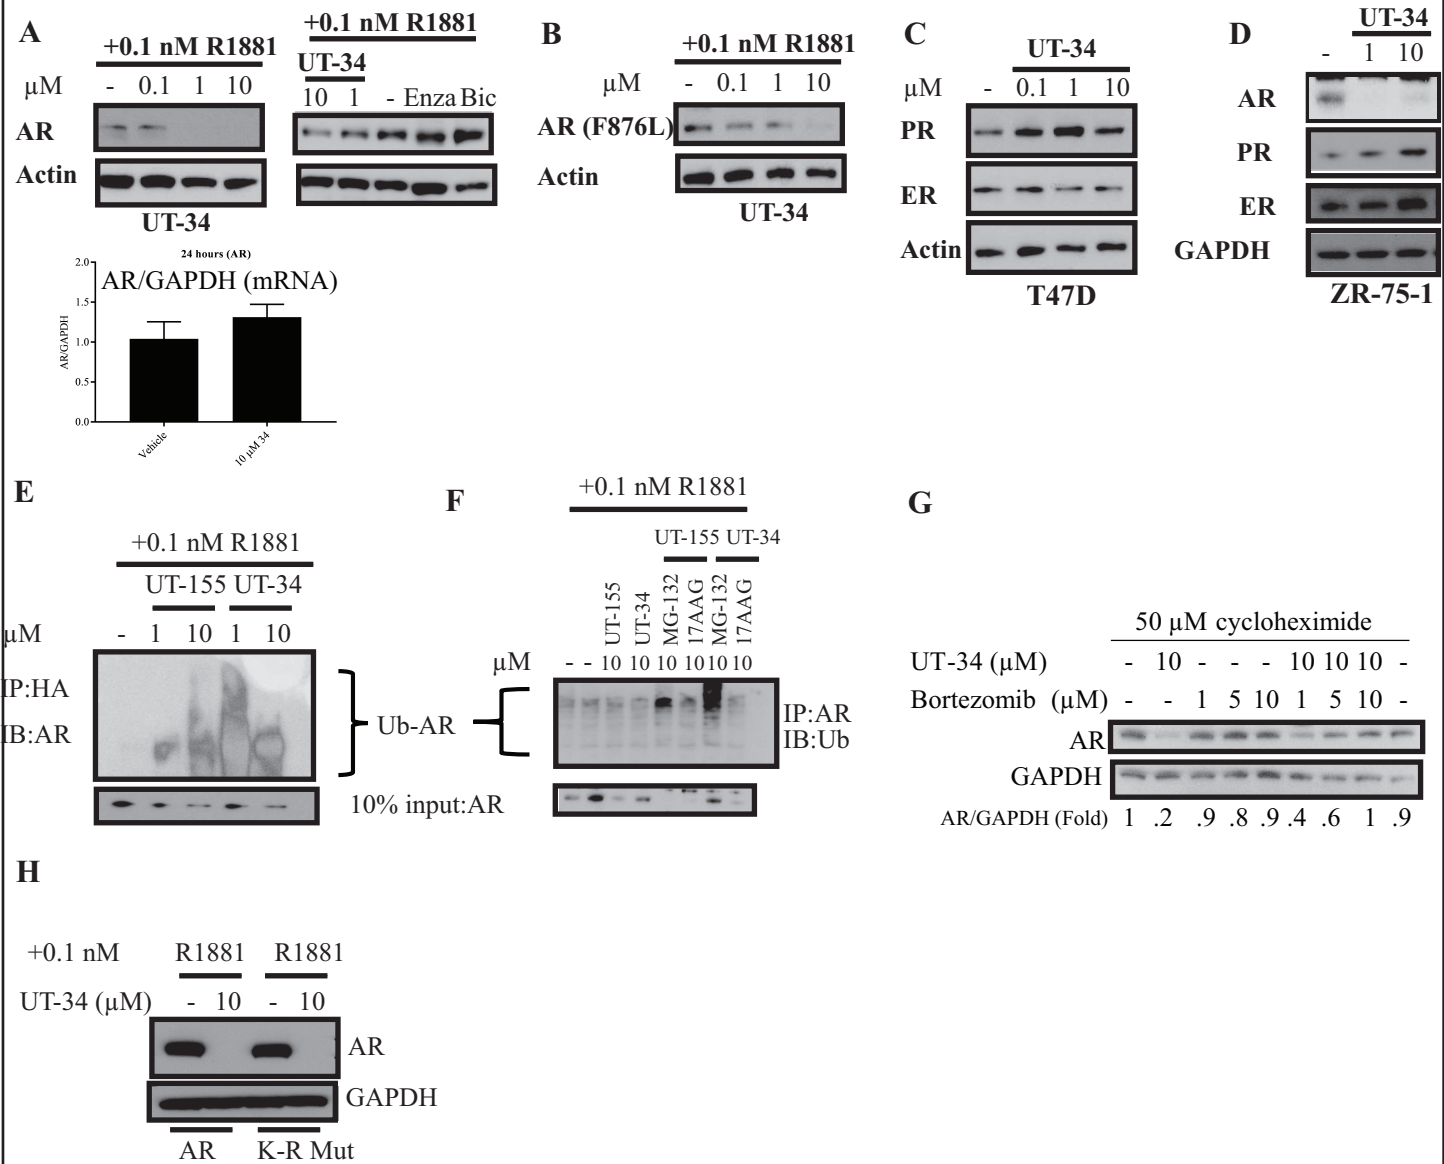 A
+0.1 nM R1881
µM - 0.1 1 10
AR
Actin
UT-34
+0.1 nM R1881
UT-34
10 1 - Enza Bic
24 hours (AR)
AR/GAPDH (mRNA)
AR/GAPDH
2.0
1.5
1.0
0.5
0.0
Vehicle
10 µM 34
B
+0.1 nM R1881
µM - 0.1 1 10
AR (F876L)
Actin
UT-34
C
UT-34
µM - 0.1 1 10
PR
ER
Actin
T47D
D
UT-34
- 1 10
AR
PR
ER
GAPDH
ZR-75-1
E
+0.1 nM R1881
UT-155 UT-34
µM - 1 10 1 10
IP:HA
IB:AR
Ub-AR
10% input:AR
F
+0.1 nM R1881
UT-155 UT-34
UT-155
UT-34
MG-132
17AAG
MG-132
17AAG
µM - - 10 10 10 10 10 10
IP:AR
IB:Ub
G
50 µM cycloheximide
UT-34 (µM) - 10 - - - 10 10 10 -
Bortezomib (µM) - - 1 5 10 1 5 10 -
AR
GAPDH
AR/GAPDH (Fold) 1 .2 .9 .8 .9 .4 .6 1 .9
H
+0.1 nM R1881 R1881
UT-34 (µM) - 10 - 10
AR
GAPDH
AR K-R Mut